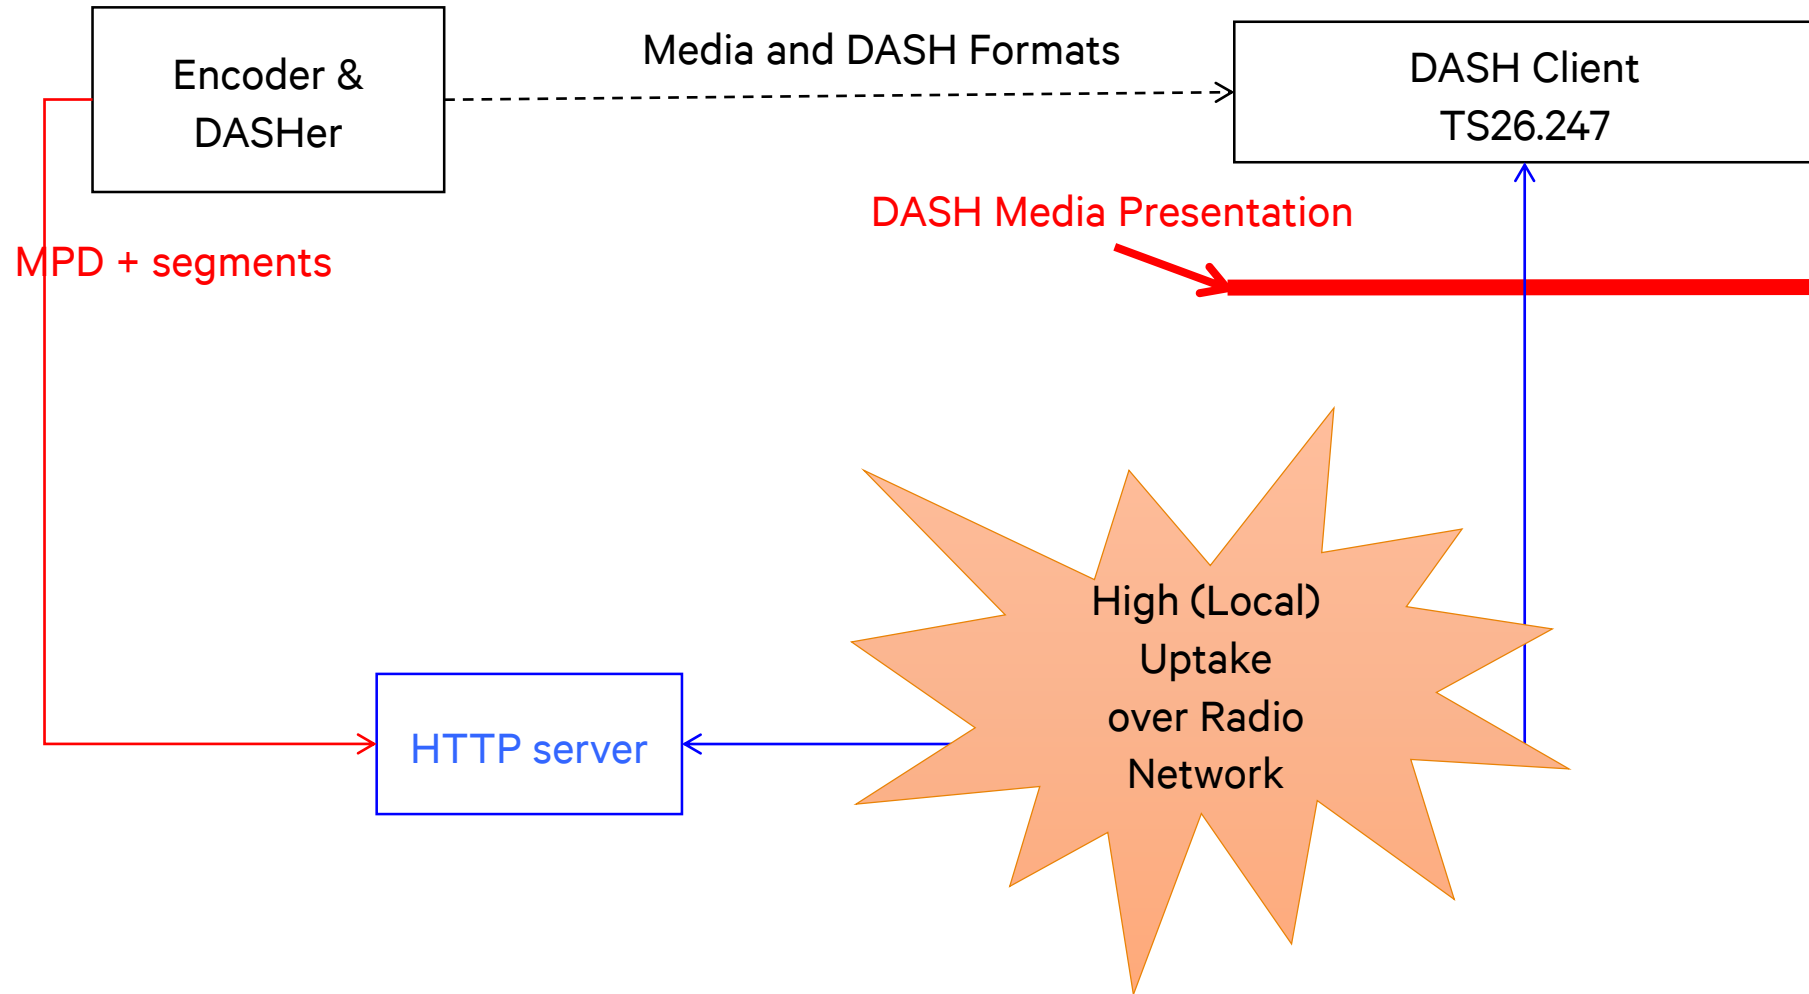 Encoder &
DASHer
Media and DASH Formats
DASH Client
TS26.247
DASH Media Presentation
MPD + segments
High (Local)
Uptake
over Radio
Network
HTTP server